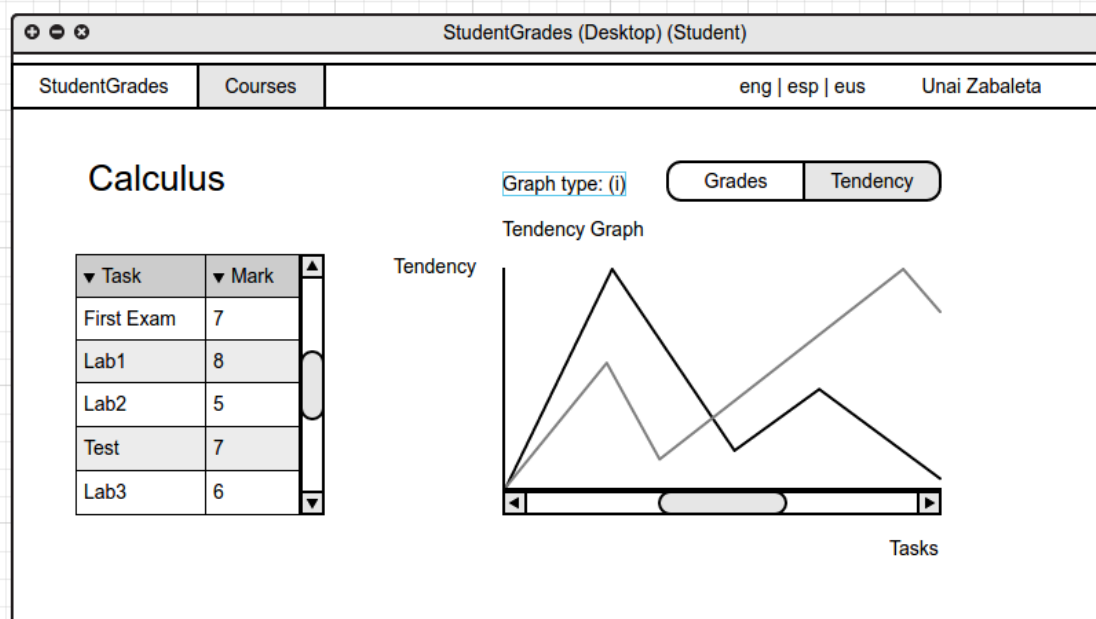 StudentGrades (Desktop) (Student)
StudentGrades Courses eng | esp | eus Unai Zabaleta
Calculus
Graph type: (i) Grades Tendency
Tendency Graph
Tendency
Task Mark
First Exam 7
Lab1 8
Lab2 5
Test 7
Lab3 6
Tasks